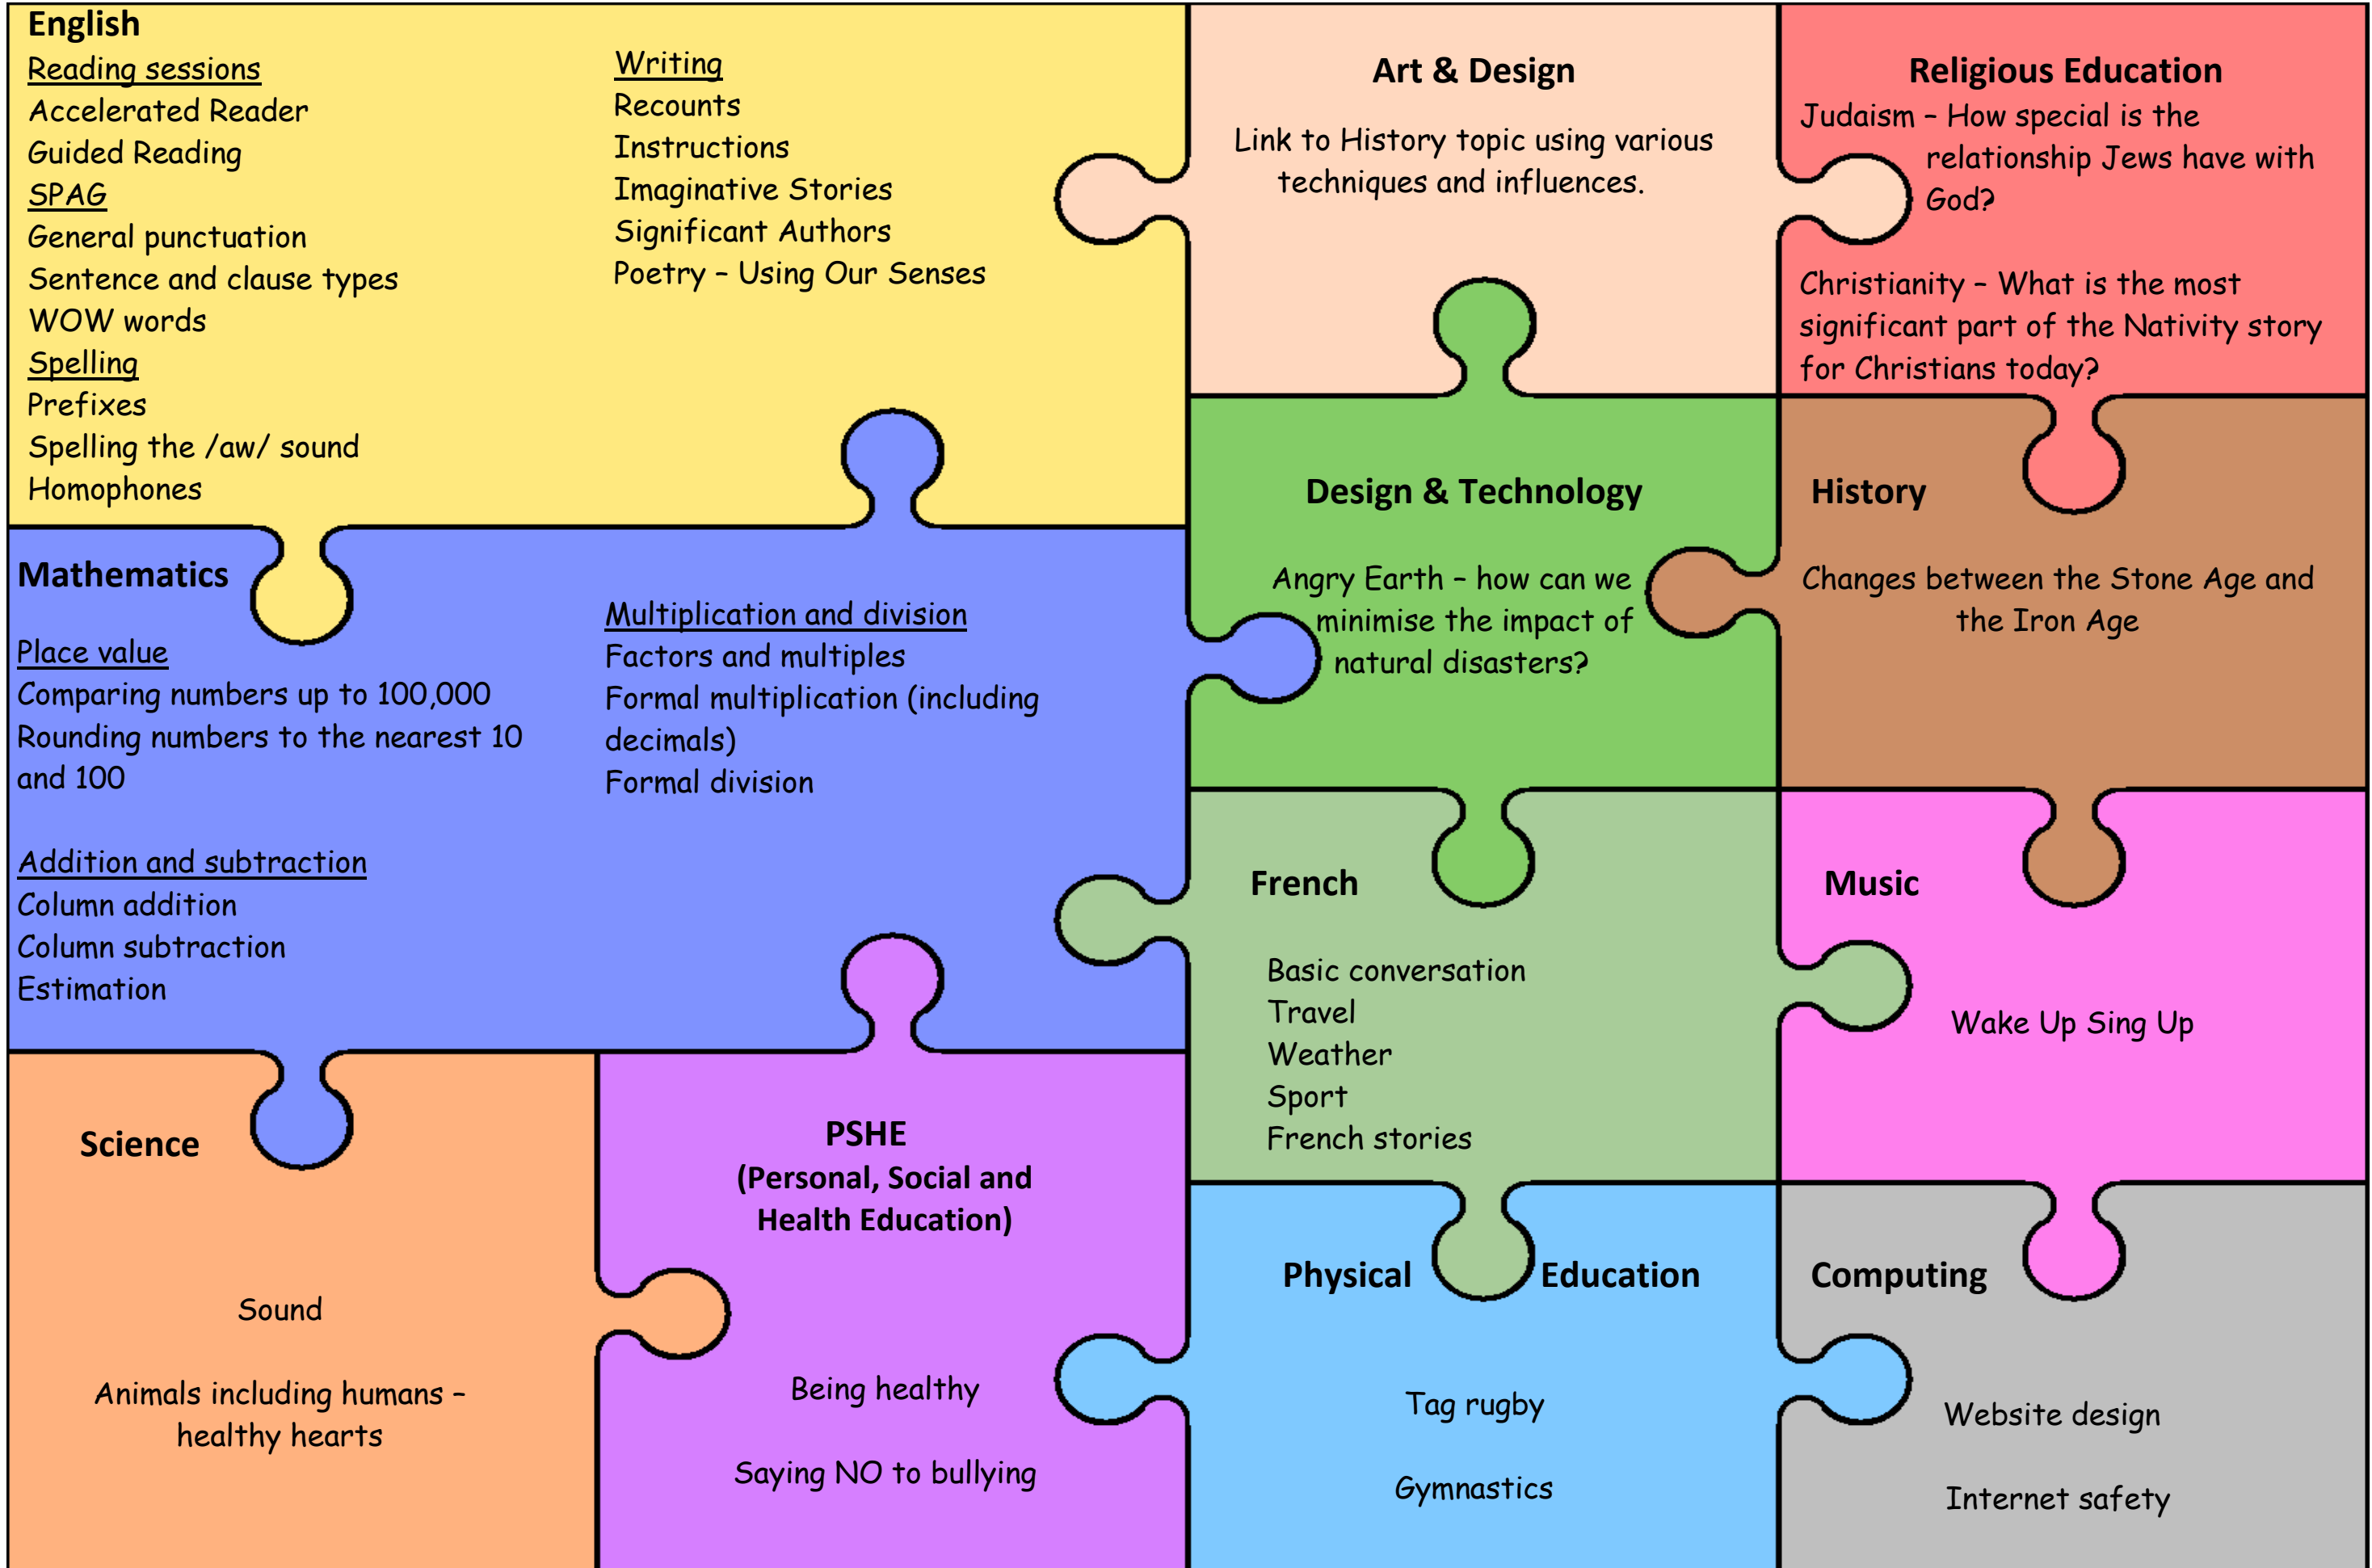 English
Reading sessions
Accelerated Reader
Guided Reading
SPAG
General punctuation
Sentence and clause types
WOW words
Spelling
Prefixes
Spelling the /aw/ sound
Homophones
Writing
Recounts
Instructions
Imaginative Stories
Significant Authors
Poetry – Using Our Senses
Art & Design
Link to History topic using various
techniques and influences.
Religious Education
Judaism – How special is the
relationship Jews have with
God?
Christianity – What is the most
significant part of the Nativity story
for Christians today?
Mathematics
Place value
Comparing numbers up to 100,000
Rounding numbers to the nearest 10
and 100
Addition and subtraction
Column addition
Column subtraction
Estimation
Multiplication and division
Factors and multiples
Formal multiplication (including
decimals)
Formal division
Design & Technology
Angry Earth – how can we
minimise the impact of
natural disasters?
History
Changes between the Stone Age and
the Iron Age
French
Basic conversation
Travel
Weather
Sport
French stories
Music
Wake Up Sing Up
Science
Sound
Animals including humans –
healthy hearts
PSHE
(Personal, Social and
Health Education)
Being healthy
Saying NO to bullying
Physical Education
Tag rugby
Gymnastics
Computing
Website design
Internet safety